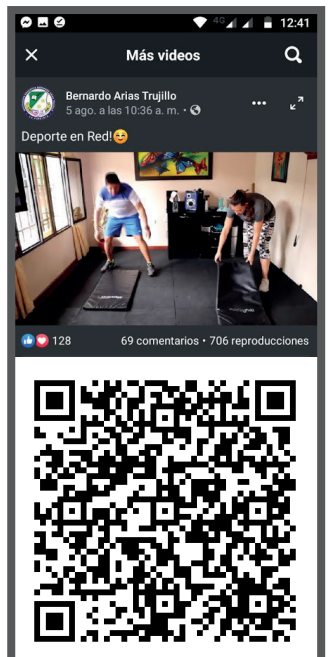 4G 12:41
Más videos
Bernardo Arias Trujillo
5 ago. a las 10:36 a. m. •
Deporte en Red!😊
128 69 comentarios • 706 reproducciones